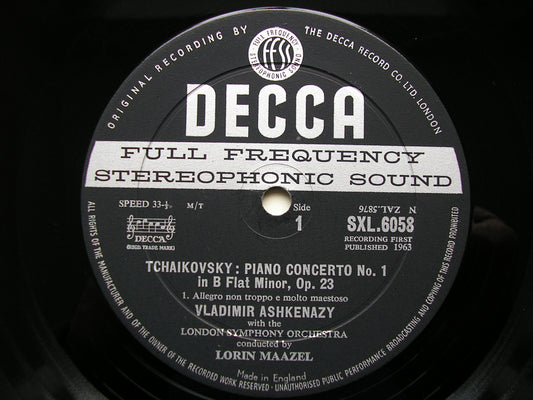 ORIGINAL RECORDING BY
FULL FREQUENCY
FFSS
STEREOPHONIC SOUND
THE DECCA RECORD CO. LTD. LONDON
DECCA
FULL FREQUENCY
STEREOPHONIC SOUND
SPEED 33⅓ M/T
Side
1
N
ZAL.5876
SXL.6058
DECCA
(REGD. TRADE MARK)
RECORDING FIRST
PUBLISHED 1963
TCHAIKOVSKY : PIANO CONCERTO No. 1
in B Flat Minor, Op. 23
1. Allegro non troppo e molto maestoso
VLADIMIR ASHKENAZY
with the
LONDON SYMPHONY ORCHESTRA
conducted by
LORIN MAAZEL
Made in England
ALL RIGHTS OF THE MANUFACTURER AND OF THE OWNER OF THE RECORDED WORK RESERVED · UNAUTHORISED PUBLIC PERFORMANCE BROADCASTING AND COPYING OF THIS RECORD PROHIBITED